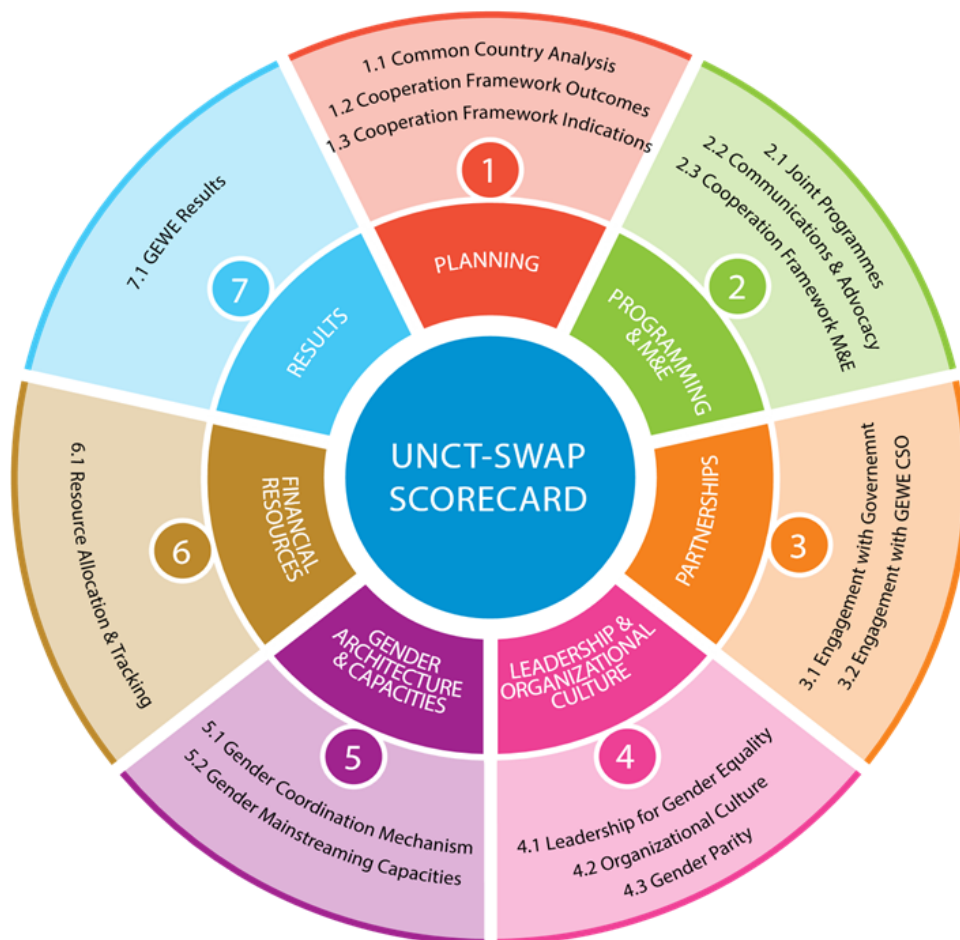 UNCT-SWAP
SCORECARD
1
PLANNING
1.1 Common Country Analysis
1.2 Cooperation Framework Outcomes
1.3 Cooperation Framework Indications
2
PROGRAMMING
& M&E
2.1 Joint Programmes
2.2 Communications & Advocacy
2.3 Cooperation Framework M&E
3
PARTNERSHIPS
3.1 Engagement with Governemnt
3.2 Engagement with GEWE CSO
4
LEADERSHIP &
ORGANIZATIONAL
CULTURE
4.1 Leadership for Gender Equality
4.2 Organizational Culture
4.3 Gender Parity
5
GENDER
ARCHITECTURE
& CAPACITIES
5.1 Gender Coordination Mechanism
5.2 Gender Mainstreaming Capacities
6
FINANCIAL
RESOURCES
6.1 Resource Allocation & Tracking
7
RESULTS
7.1 GEWE Results